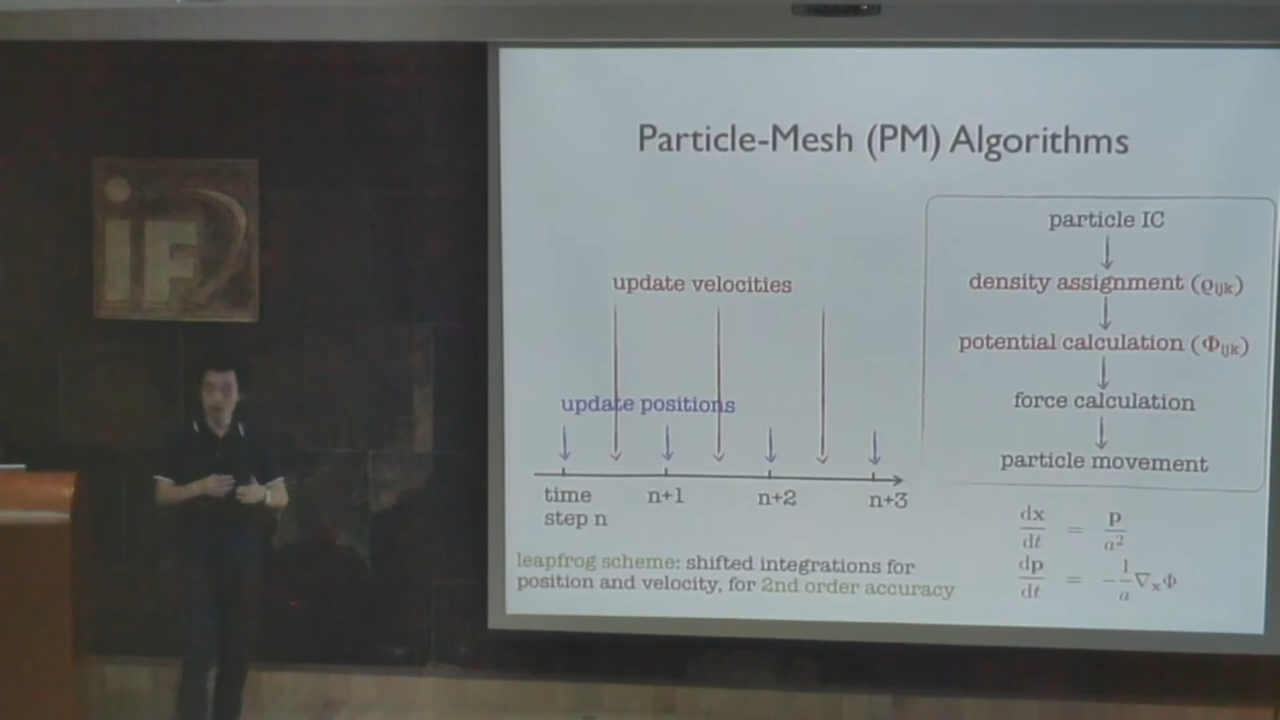 iF
Particle-Mesh (PM) Algorithms
update velocities
update positions
time
step n
n+1
n+2
n+3
leapfrog scheme: shifted integrations for
position and velocity, for 2nd order accuracy
particle IC
density assignment (ϱijk)
potential calculation (Φijk)
force calculation
particle movement
dx/dt = p/a²
dp/dt = -1/a ∇xΦ